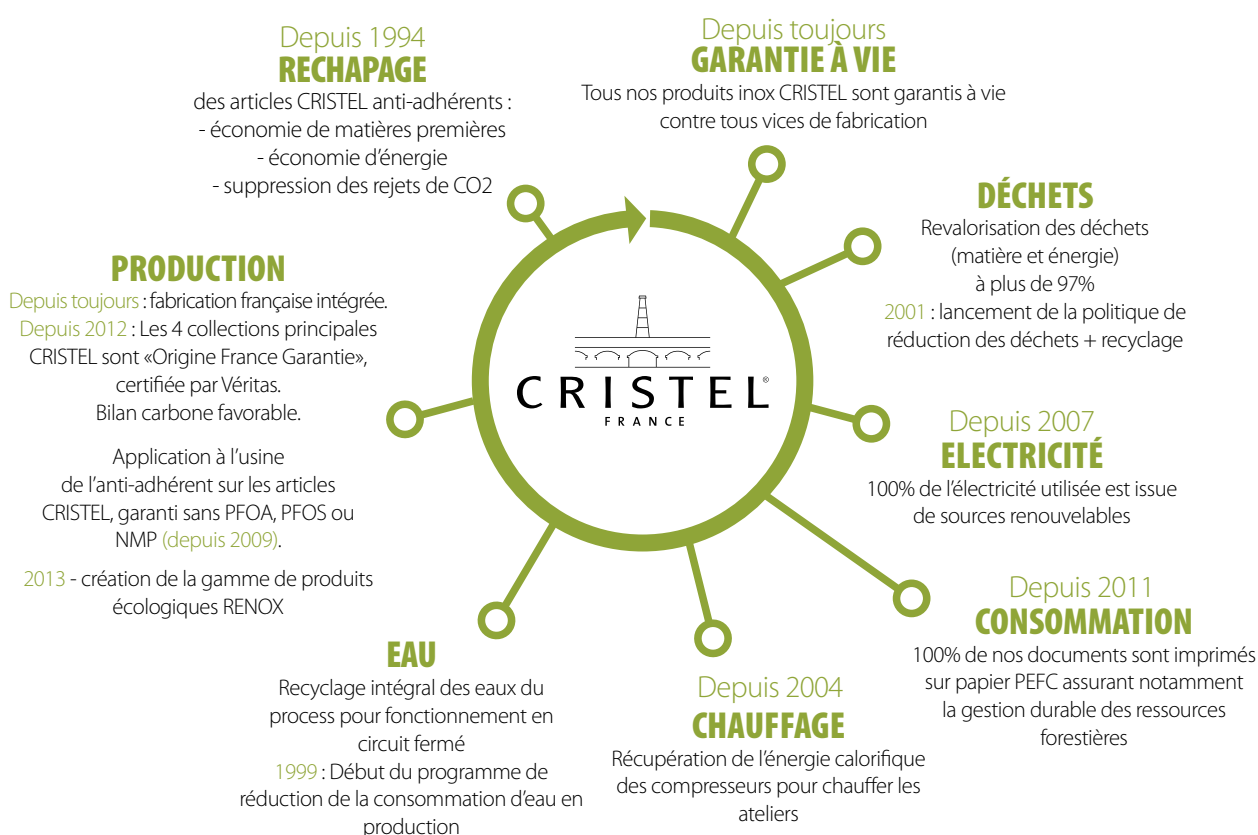 Depuis 1994
RECHAPAGE
des articles CRISTEL anti-adhérents :
- économie de matières premières
- économie d'énergie
- suppression des rejets de CO2
Depuis toujours
GARANTIE À VIE
Tous nos produits inox CRISTEL sont garantis à vie
contre tous vices de fabrication
DÉCHETS
Revalorisation des déchets
(matière et énergie)
à plus de 97%
2001 : lancement de la politique de
réduction des déchets + recyclage
PRODUCTION
Depuis toujours : fabrication française intégrée.
Depuis 2012 : Les 4 collections principales
CRISTEL sont «Origine France Garantie»,
certifiée par Véritas.
Bilan carbone favorable.
Application à l'usine
de l'anti-adhérent sur les articles
CRISTEL, garanti sans PFOA, PFOS ou
NMP (depuis 2009).
2013 - création de la gamme de produits
écologiques RENOX
CRISTEL®
FRANCE
Depuis 2007
ELECTRICITÉ
100% de l'électricité utilisée est issue
de sources renouvelables
Depuis 2011
CONSOMMATION
100% de nos documents sont imprimés
sur papier PEFC assurant notamment
la gestion durable des ressources
forestières
EAU
Recyclage intégral des eaux du
process pour fonctionnement en
circuit fermé
1999 : Début du programme de
réduction de la consommation d'eau en
production
Depuis 2004
CHAUFFAGE
Récupération de l'énergie calorifique
des compresseurs pour chauffer les
ateliers